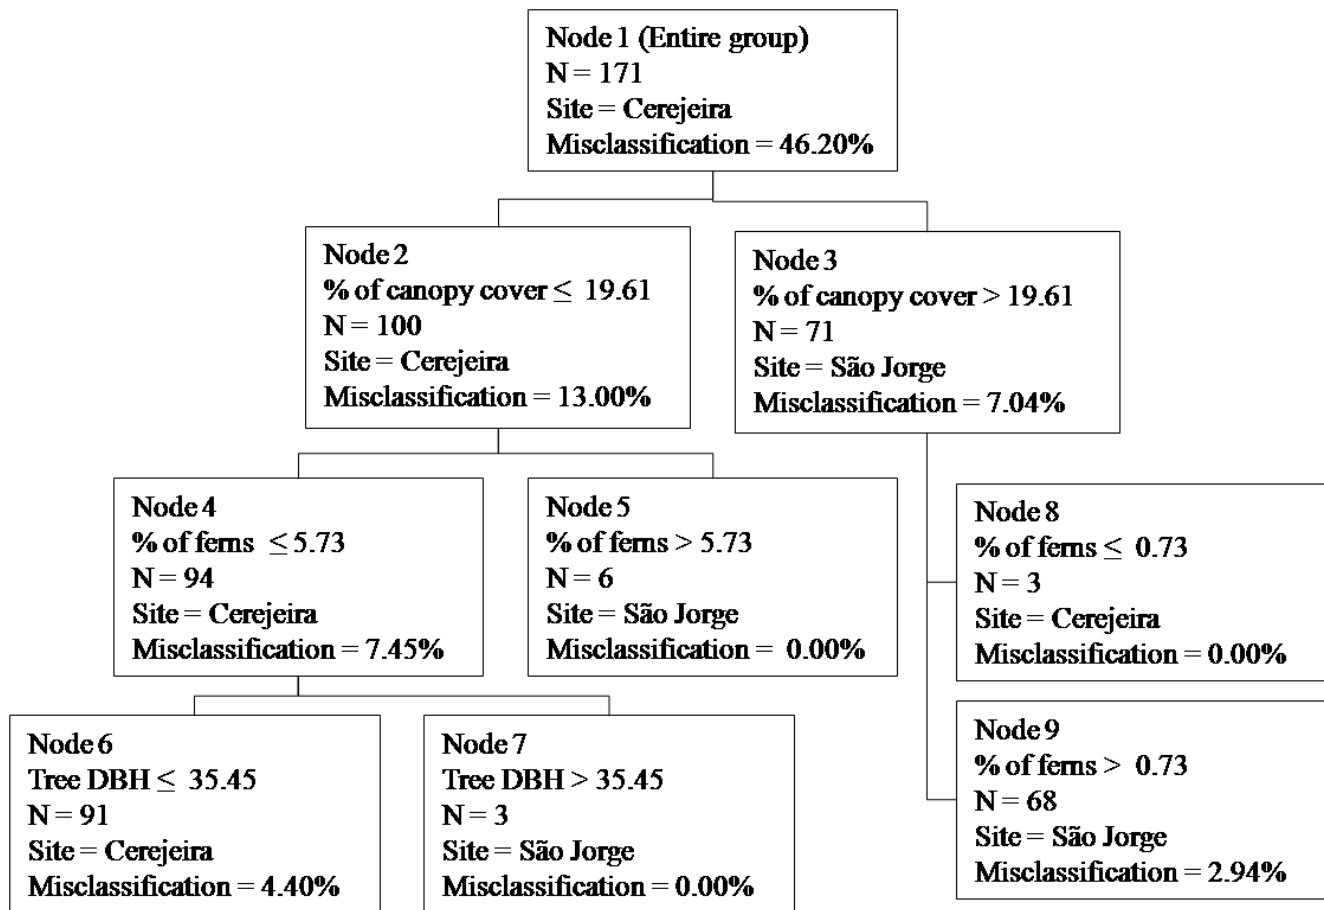 Node 1 (Entire group)
N = 171
Site = Cerejeira
Misclassification = 46.20%
Node 2
% of canopy cover ≤ 19.61
N = 100
Site = Cerejeira
Misclassification = 13.00%
Node 3
% of canopy cover > 19.61
N = 71
Site = São Jorge
Misclassification = 7.04%
Node 4
% of ferns ≤ 5.73
N = 94
Site = Cerejeira
Misclassification = 7.45%
Node 5
% of ferns > 5.73
N = 6
Site = São Jorge
Misclassification = 0.00%
Node 8
% of ferns ≤ 0.73
N = 3
Site = Cerejeira
Misclassification = 0.00%
Node 6
Tree DBH ≤ 35.45
N = 91
Site = Cerejeira
Misclassification = 4.40%
Node 7
Tree DBH > 35.45
N = 3
Site = São Jorge
Misclassification = 0.00%
Node 9
% of ferns > 0.73
N = 68
Site = São Jorge
Misclassification = 2.94%